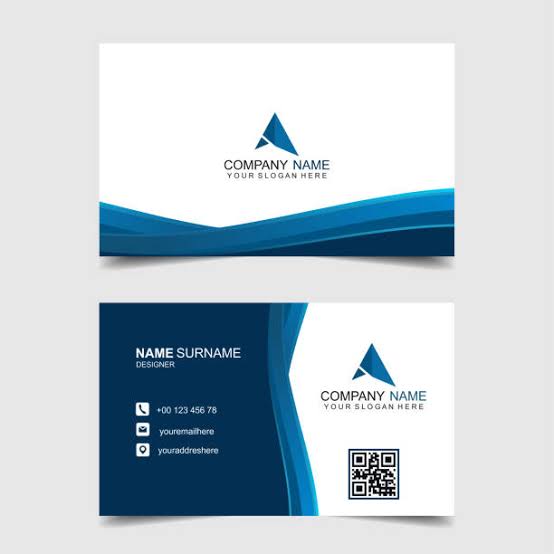 COMPANY NAME
YOUR SLOGAN HERE
NAME SURNAME
DESIGNER
+00 123 456 78
youremailhere
youraddreshere
COMPANY NAME
YOUR SLOGAN HERE